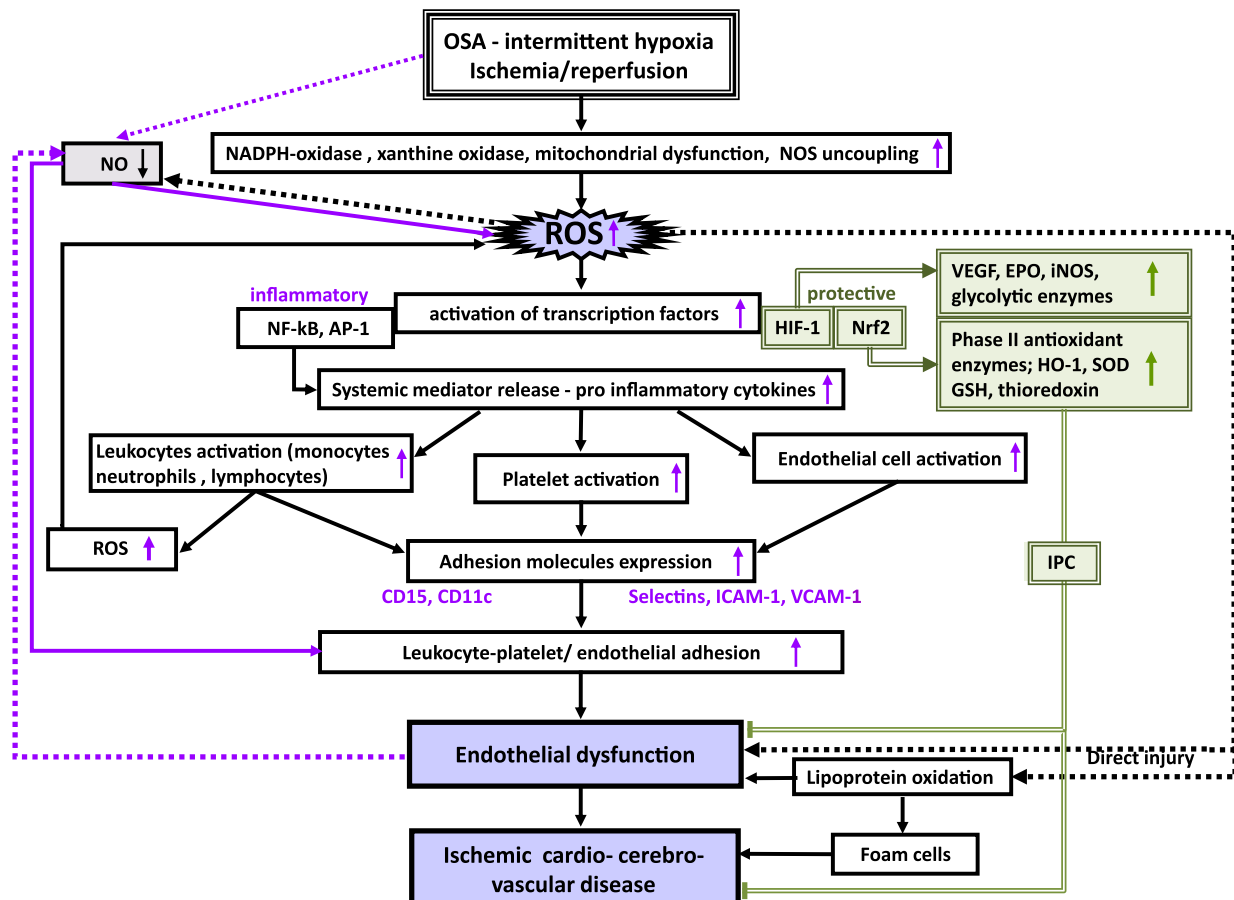 OSA - intermittent hypoxia
Ischemia/reperfusion
NO
NADPH-oxidase , xanthine oxidase, mitochondrial dysfunction, NOS uncoupling
ROS
inflammatory
NF-kB, AP-1
activation of transcription factors
protective
HIF-1
Nrf2
VEGF, EPO, iNOS,
glycolytic enzymes
Phase II antioxidant
enzymes; HO-1, SOD
GSH, thioredoxin
Systemic mediator release - pro inflammatory cytokines
Leukocytes activation (monocytes
neutrophils , lymphocytes)
Platelet activation
Endothelial cell activation
ROS
Adhesion molecules expression
IPC
CD15, CD11c
Selectins, ICAM-1, VCAM-1
Leukocyte-platelet/ endothelial adhesion
Endothelial dysfunction
Direct injury
Lipoprotein oxidation
Foam cells
Ischemic cardio- cerebro-
vascular disease